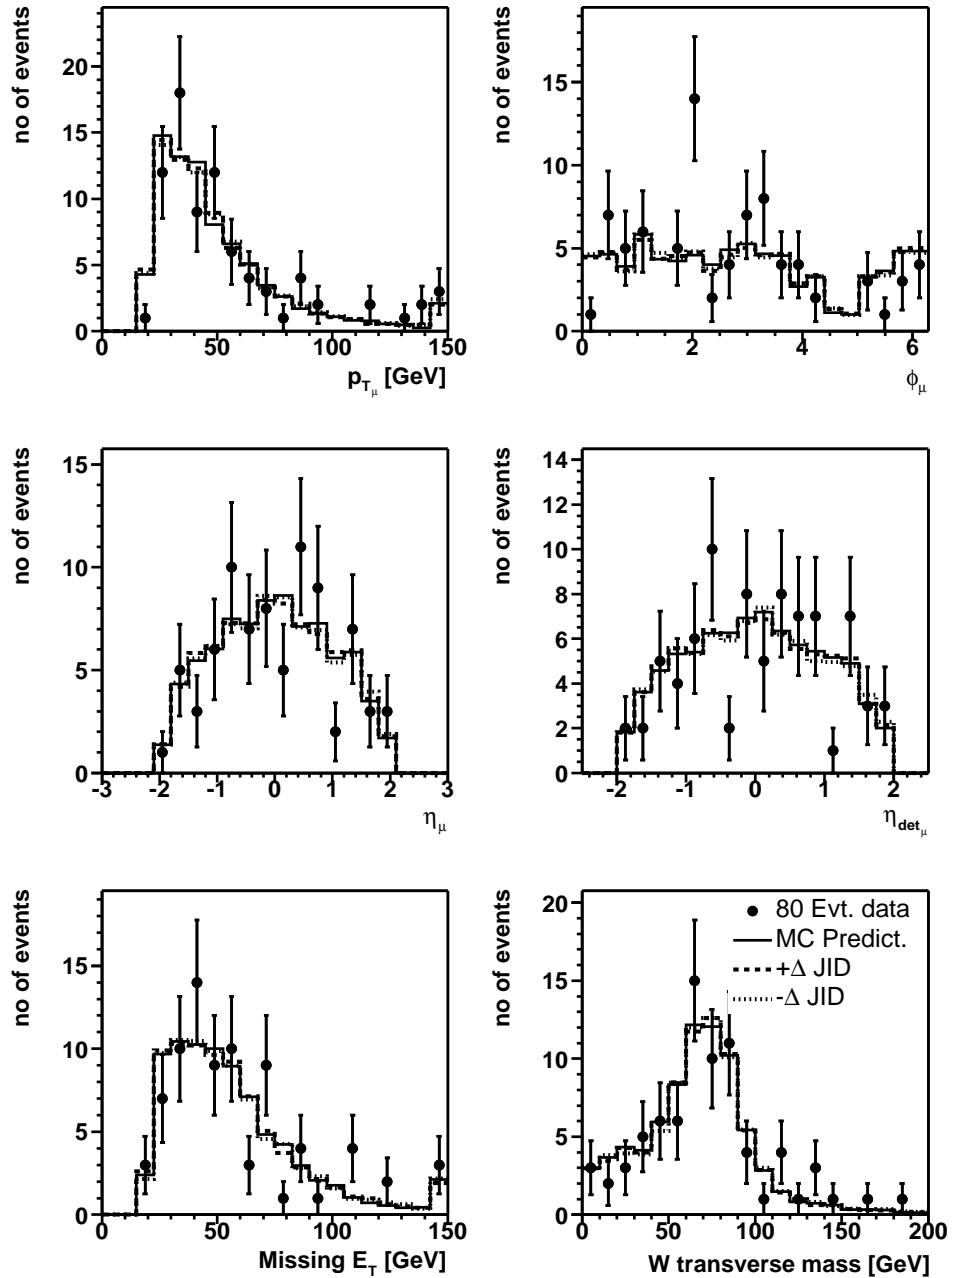 no of events
20
15
10
5
0
0 50 100 150
p_Tμ [GeV]
no of events
15
10
5
0
0 2 4 6
ϕμ
no of events
15
10
5
0
-3 -2 -1 0 1 2 3
ημ
no of events
14
12
10
8
6
4
2
0
-2 -1 0 1 2
ηdetμ
no of events
15
10
5
0
0 50 100 150
Missing E_T [GeV]
no of events
20
15
10
5
0
0 50 100 150 200
W transverse mass [GeV]
80 Evt. data
MC Predict.
+Δ JID
-Δ JID